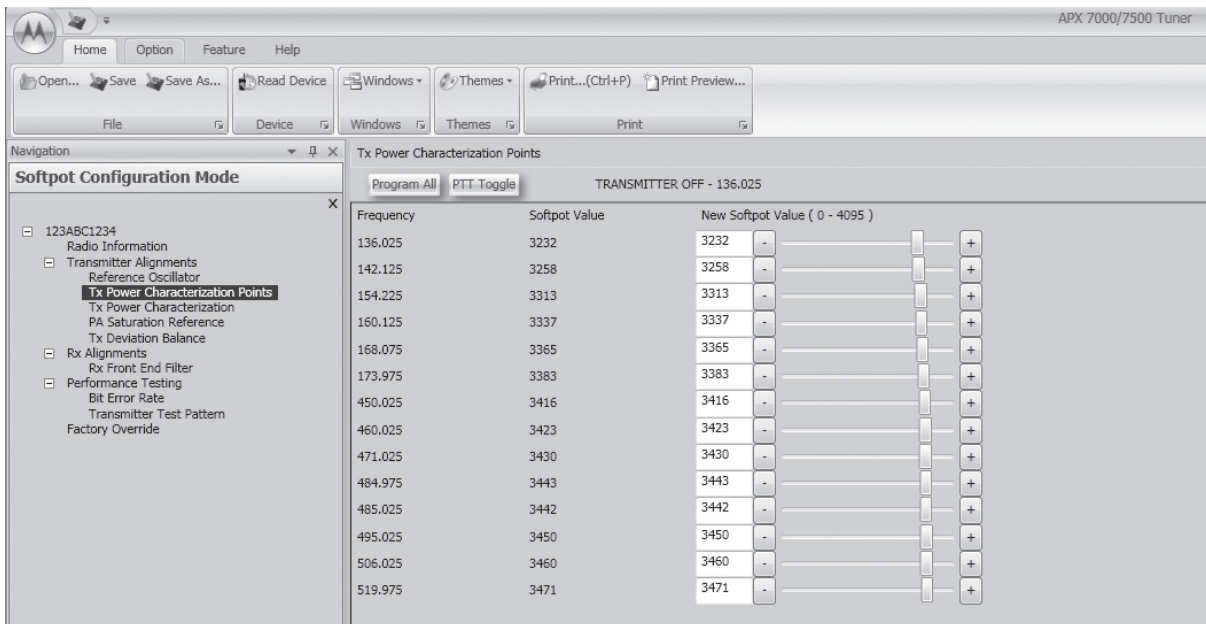 APX 7000/7500 Tuner
Home Option Feature Help
Open... Save Save As... Read Device Windows Themes Print...(Ctrl+P) Print Preview...
File Device Windows Themes Print
Navigation
Softpot Configuration Mode
123ABC1234
Radio Information
Transmitter Alignments
Reference Oscillator
Tx Power Characterization Points
Tx Power Characterization
PA Saturation Reference
Tx Deviation Balance
Rx Alignments
Rx Front End Filter
Performance Testing
Bit Error Rate
Transmitter Test Pattern
Factory Override
Tx Power Characterization Points
Program All PTT Toggle TRANSMITTER OFF - 136.025
Frequency Softpot Value New Softpot Value ( 0 - 4095 )
136.025 3232 3232 - +
142.125 3258 3258 - +
154.225 3313 3313 - +
160.125 3337 3337 - +
168.075 3365 3365 - +
173.975 3383 3383 - +
450.025 3416 3416 - +
460.025 3423 3423 - +
471.025 3430 3430 - +
484.975 3443 3443 - +
485.025 3442 3442 - +
495.025 3450 3450 - +
506.025 3460 3460 - +
519.975 3471 3471 - +